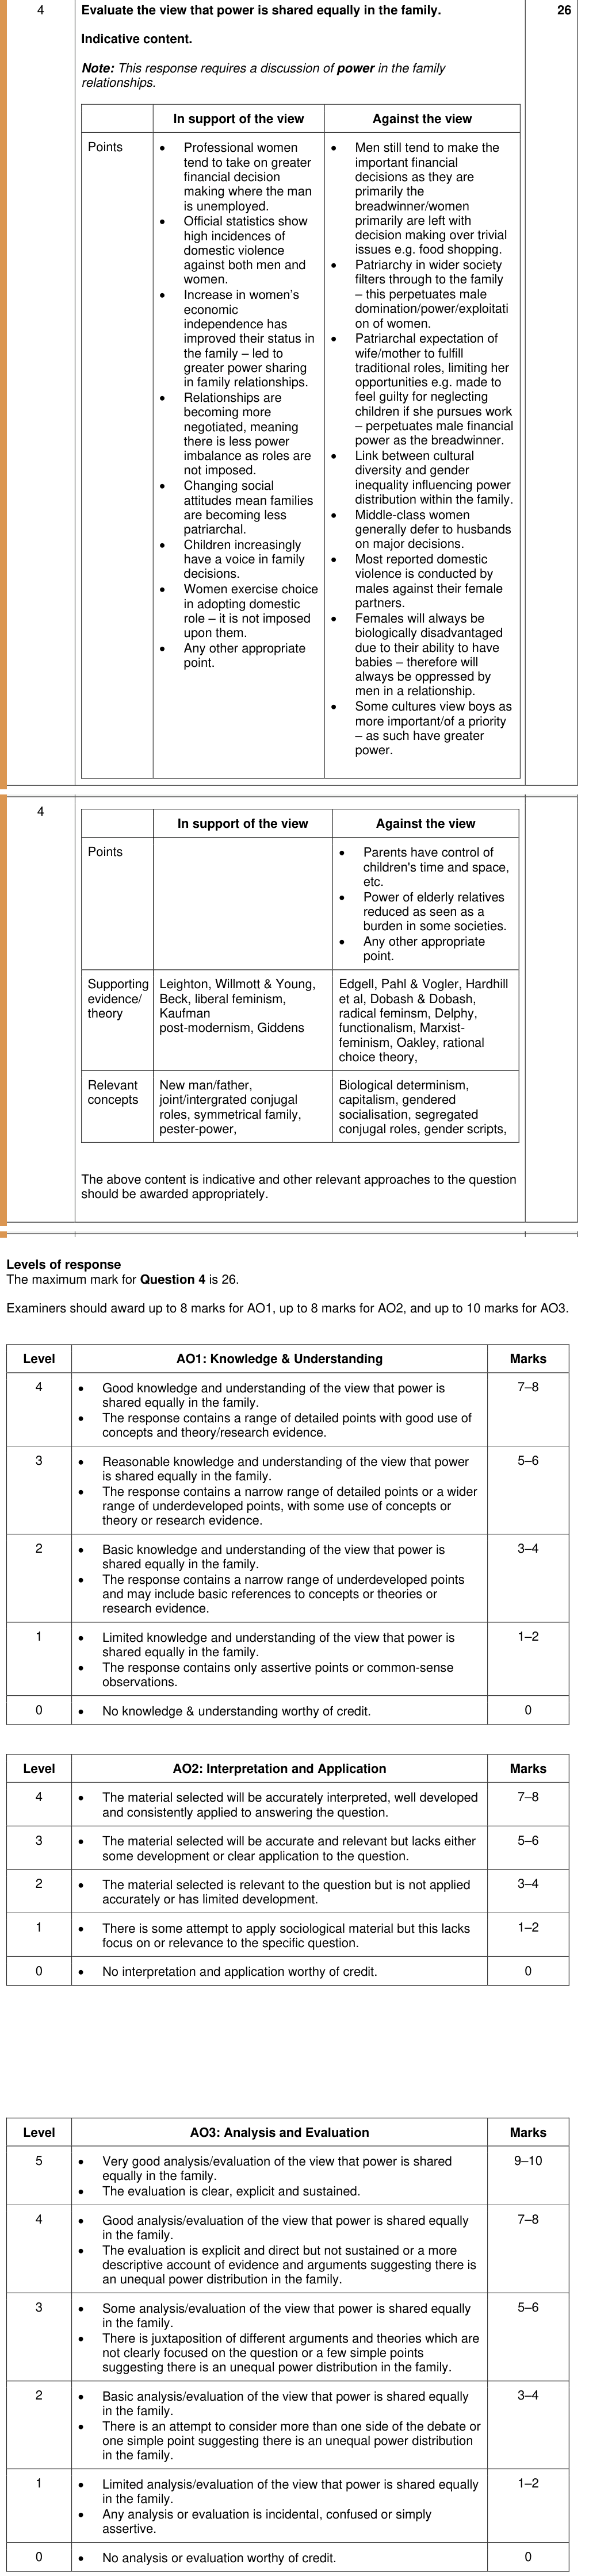 4
Evaluate the view that power is shared equally in the family.
26
Indicative content.
Note: This response requires a discussion of power in the family
relationships.
In support of the view
Against the view
Points
• Professional women
tend to take on greater
financial decision
making where the man
is unemployed.
• Official statistics show
high incidences of
domestic violence
against both men and
women.
• Increase in women's
economic
independence has
improved their status in
the family – led to
greater power sharing
in family relationships.
• Relationships are
becoming more
negotiated, meaning
there is less power
imbalance as roles are
not imposed.
• Changing social
attitudes mean families
are becoming less
patriarchal.
• Children increasingly
have a voice in family
decisions.
• Women exercise choice
in adopting domestic
role – it is not imposed
upon them.
• Any other appropriate
point.
• Men still tend to make the
important financial
decisions as they are
primarily the
breadwinner/women
primarily are left with
decision making over trivial
issues e.g. food shopping.
• Patriarchy in wider society
filters through to the family
– this perpetuates male
domination/power/exploitati
on of women.
• Patriarchal expectation of
wife/mother to fulfill
traditional roles, limiting her
opportunities e.g. made to
feel guilty for neglecting
children if she pursues work
– perpetuates male financial
power as the breadwinner.
• Link between cultural
diversity and gender
inequality influencing power
distribution within the family.
• Middle-class women
generally defer to husbands
on major decisions.
• Most reported domestic
violence is conducted by
males against their female
partners.
• Females will always be
biologically disadvantaged
due to their ability to have
babies – therefore will
always be oppressed by
men in a relationship.
• Some cultures view boys as
more important/of a priority
– as such have greater
power.
4
In support of the view
Against the view
Points
• Parents have control of
children's time and space,
etc.
• Power of elderly relatives
reduced as seen as a
burden in some societies.
• Any other appropriate
point.
Supporting
evidence/
theory
Leighton, Willmott & Young,
Beck, liberal feminism,
Kaufman
post-modernism, Giddens
Edgell, Pahl & Vogler, Hardhill
et al, Dobash & Dobash,
radical feminsm, Delphy,
functionalism, Marxist-
feminism, Oakley, rational
choice theory,
Relevant
concepts
New man/father,
joint/intergrated conjugal
roles, symmetrical family,
pester-power,
Biological determinism,
capitalism, gendered
socialisation, segregated
conjugal roles, gender scripts,
The above content is indicative and other relevant approaches to the question
should be awarded appropriately.
Levels of response
The maximum mark for Question 4 is 26.
Examiners should award up to 8 marks for AO1, up to 8 marks for AO2, and up to 10 marks for AO3.
Level
AO1: Knowledge & Understanding
Marks
4
• Good knowledge and understanding of the view that power is
shared equally in the family.
• The response contains a range of detailed points with good use of
concepts and theory/research evidence.
7–8
3
• Reasonable knowledge and understanding of the view that power
is shared equally in the family.
• The response contains a narrow range of detailed points or a wider
range of underdeveloped points, with some use of concepts or
theory or research evidence.
5–6
2
• Basic knowledge and understanding of the view that power is
shared equally in the family.
• The response contains a narrow range of underdeveloped points
and may include basic references to concepts or theories or
research evidence.
3–4
1
• Limited knowledge and understanding of the view that power is
shared equally in the family.
• The response contains only assertive points or common-sense
observations.
1–2
0
• No knowledge & understanding worthy of credit.
0
Level
AO2: Interpretation and Application
Marks
4
• The material selected will be accurately interpreted, well developed
and consistently applied to answering the question.
7–8
3
• The material selected will be accurate and relevant but lacks either
some development or clear application to the question.
5–6
2
• The material selected is relevant to the question but is not applied
accurately or has limited development.
3–4
1
• There is some attempt to apply sociological material but this lacks
focus on or relevance to the specific question.
1–2
0
• No interpretation and application worthy of credit.
0
Level
AO3: Analysis and Evaluation
Marks
5
• Very good analysis/evaluation of the view that power is shared
equally in the family.
• The evaluation is clear, explicit and sustained.
9–10
4
• Good analysis/evaluation of the view that power is shared equally
in the family.
• The evaluation is explicit and direct but not sustained or a more
descriptive account of evidence and arguments suggesting there is
an unequal power distribution in the family.
7–8
3
• Some analysis/evaluation of the view that power is shared equally
in the family.
• There is juxtaposition of different arguments and theories which are
not clearly focused on the question or a few simple points
suggesting there is an unequal power distribution in the family.
5–6
2
• Basic analysis/evaluation of the view that power is shared equally
in the family.
• There is an attempt to consider more than one side of the debate or
one simple point suggesting there is an unequal power distribution
in the family.
3–4
1
• Limited analysis/evaluation of the view that power is shared equally
in the family.
• Any analysis or evaluation is incidental, confused or simply
assertive.
1–2
0
• No analysis or evaluation worthy of credit.
0